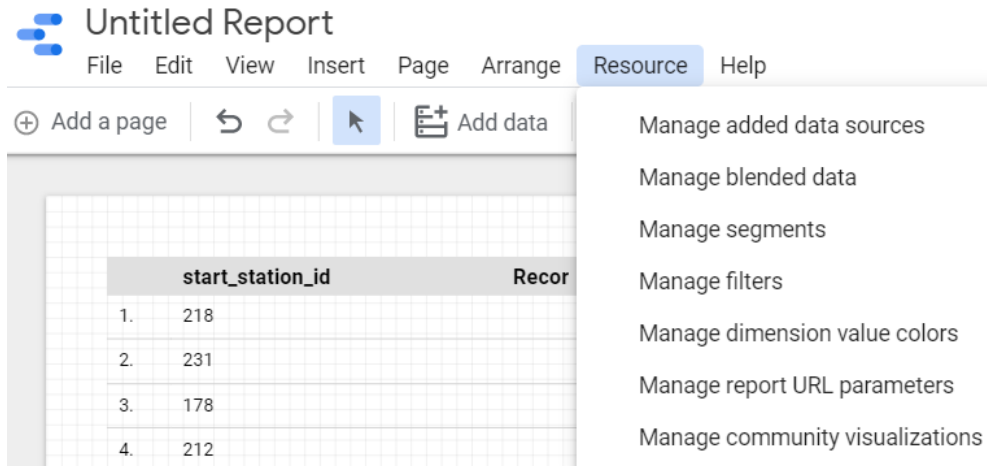 Untitled Report
File Edit View Insert Page Arrange Resource Help
Add a page Add data
Manage added data sources
Manage blended data
Manage segments
Manage filters
Manage dimension value colors
Manage report URL parameters
Manage community visualizations
start_station_id Recor
1. 218
2. 231
3. 178
4. 212